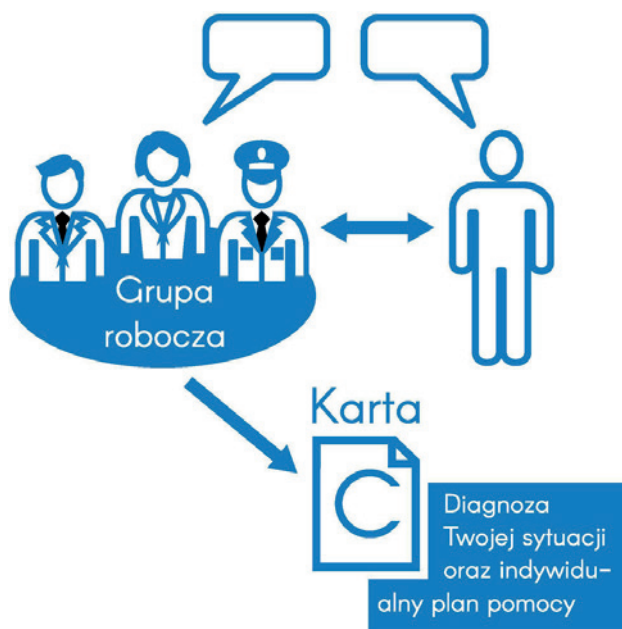 Grupa
robocza
Karta
C
Diagnoza
Twojej sytuacji
oraz indywidu-
alny plan pomocy